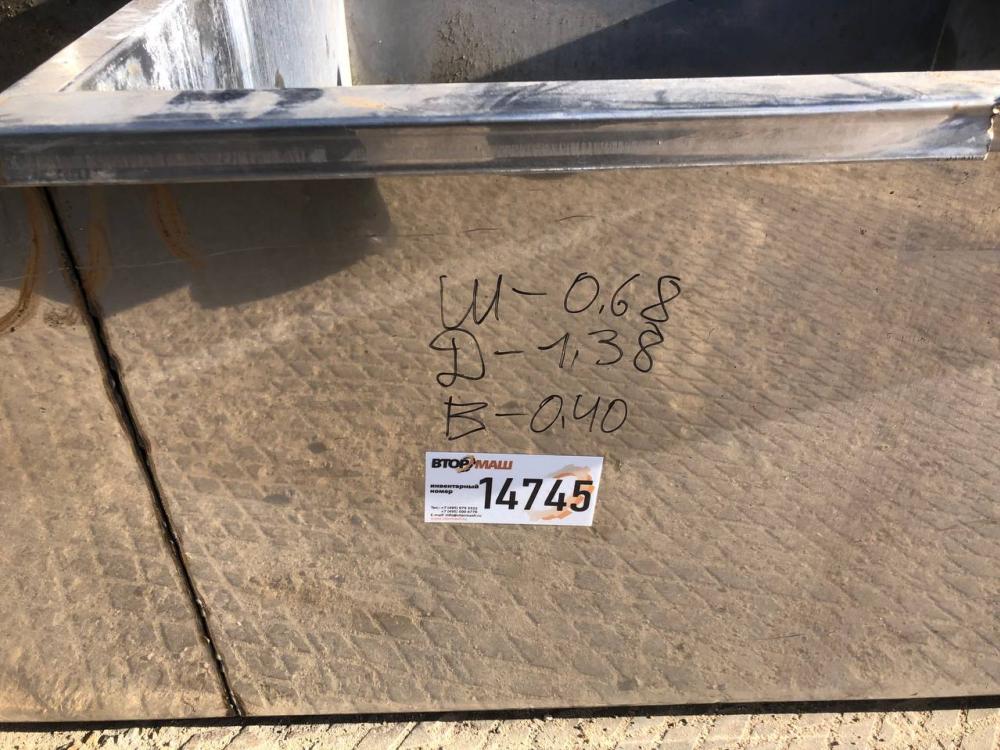 Ш - 0,68
Д - 1,38
В - 0,40
ВТОРМАШ
инвентарный
номер
14745